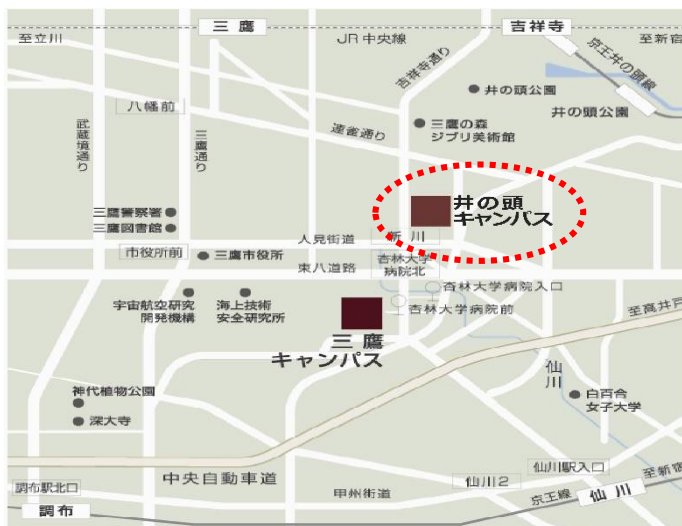 三鷹
吉祥寺
至立川
JR中央線
至新宿
京王井の頭線
吉祥寺通り
井の頭公園
井の頭公園
八幡前
連雀通り
三鷹の森
ジブリ美術館
武蔵境通り
三鷹通り
井の頭
キャンパス
三鷹警察署
三鷹図書館
人見街道
新川
市役所前
三鷹市役所
東八道路
杏林大学
病院北
杏林大学病院入口
宇宙航空研究
開発機構
海上技術
安全研究所
杏林大学病院前
至高井戸
三鷹
キャンパス
仙川
神代植物公園
深大寺
白百合
女子大学
中央自動車道
仙川2
仙川駅入口
至新宿
調布駅北口
甲州街道
京王線
仙川
調布